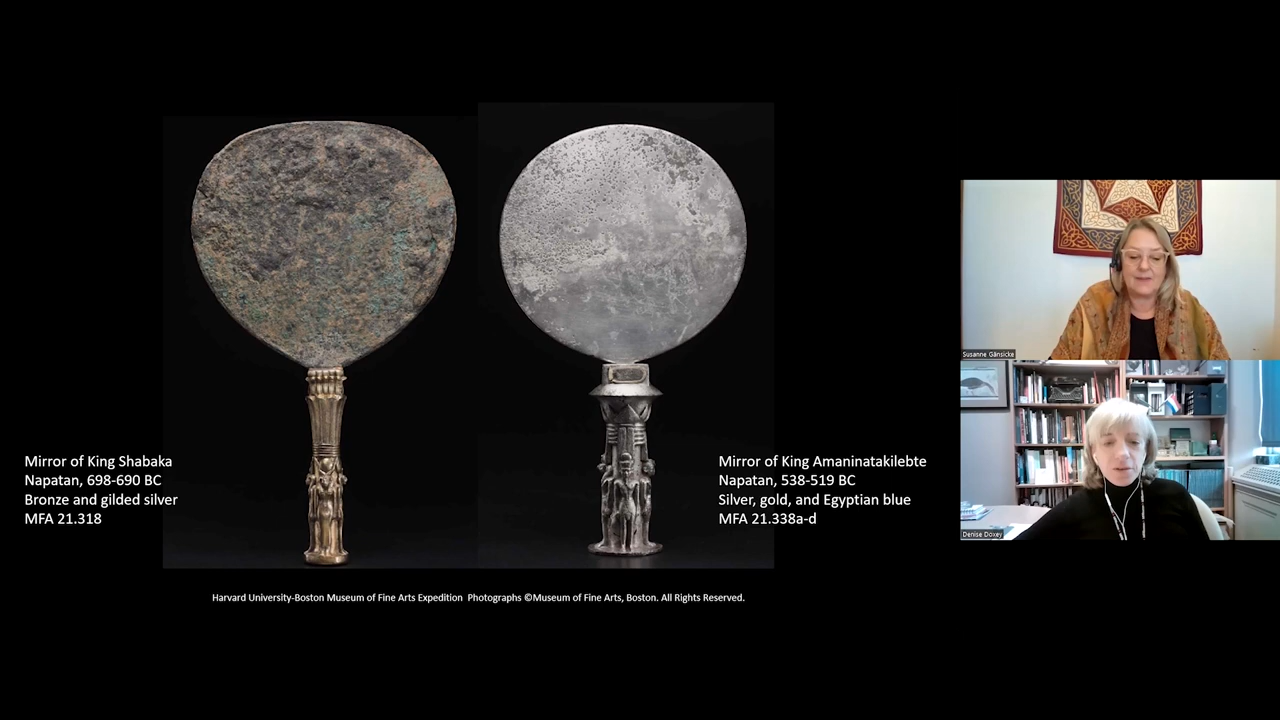 Mirror of King Shabaka
Napatan, 698-690 BC
Bronze and gilded silver
MFA 21.318
Mirror of King Amaninatakilebte
Napatan, 538-519 BC
Silver, gold, and Egyptian blue
MFA 21.338a-d
Harvard University-Boston Museum of Fine Arts Expedition Photographs ©Museum of Fine Arts, Boston. All Rights Reserved.
Susanne Gänsicke
Denise Doxey